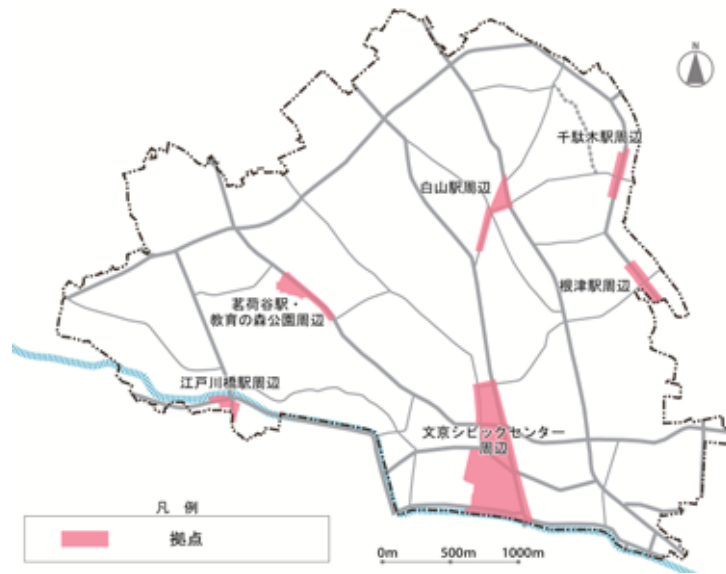 N
千駄木駅周辺
白山駅周辺
根津駅周辺
茗荷谷駅・
教育の森公園周辺
江戸川橋駅周辺
文京シビックセンター
周辺
凡 例
拠点
0m 500m 1000m